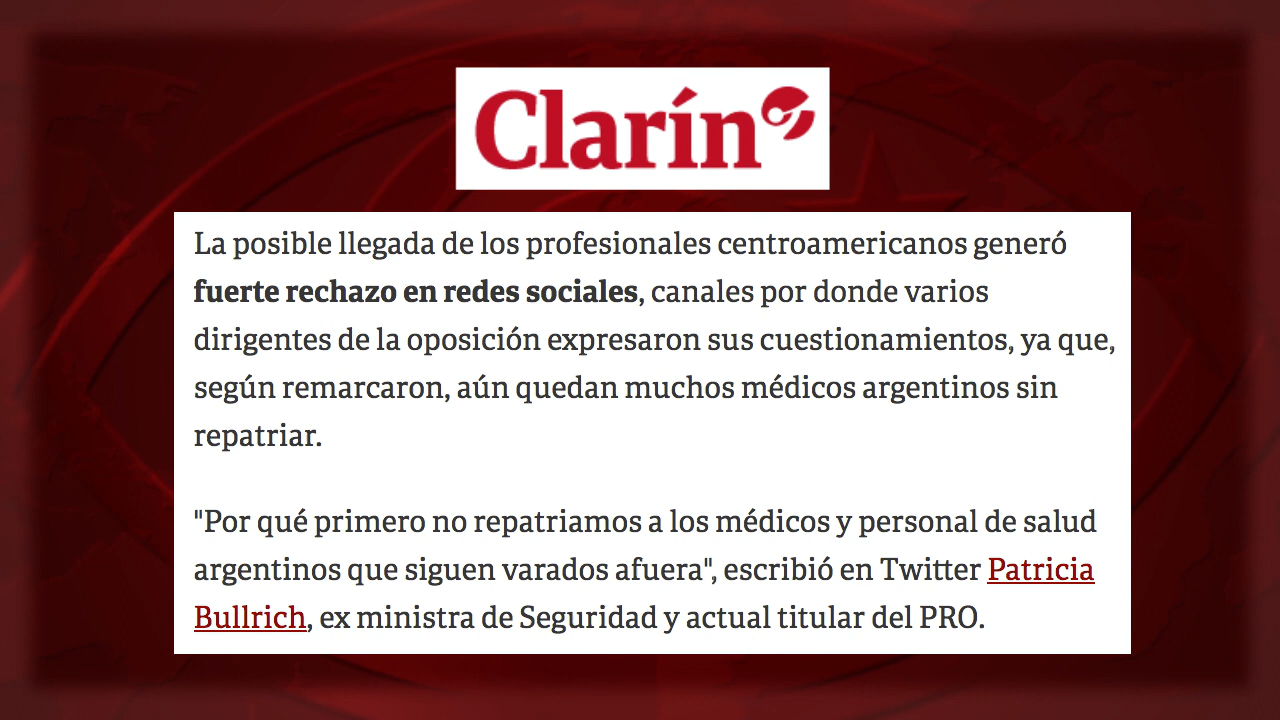 Clarín
La posible llegada de los profesionales centroamericanos generó
fuerte rechazo en redes sociales, canales por donde varios
dirigentes de la oposición expresaron sus cuestionamientos, ya que,
según remarcaron, aún quedan muchos médicos argentinos sin
repatriar.
"Por qué primero no repatriamos a los médicos y personal de salud
argentinos que siguen varados afuera", escribió en Twitter Patricia
Bullrich, ex ministra de Seguridad y actual titular del PRO.